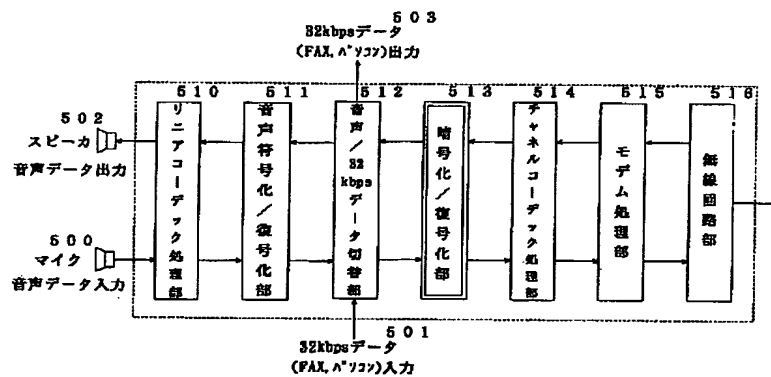 503
32kbpsデータ
(FAX,パソコン)出力
510
511
512
513
514
515
516
502
スピーカ
音声データ出力
500
マイク
音声データ入力
リニアコーデック処理部
音声符号化/復号化部
音声/32kbpsデータ切替部
暗号化/復号化部
チャネルコーデック処理部
モデム処理部
無線回路部
501
32kbpsデータ
(FAX,パソコン)入力